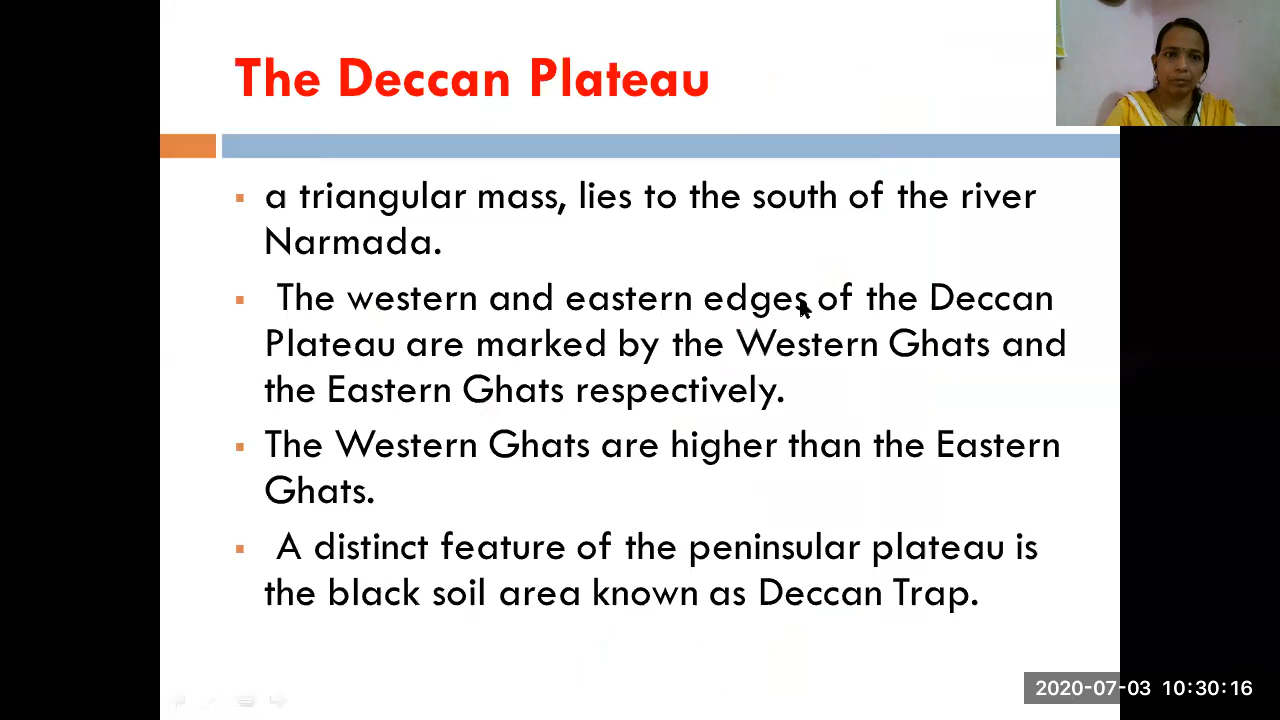 The Deccan Plateau
a triangular mass, lies to the south of the river
Narmada.
The western and eastern edges of the Deccan
Plateau are marked by the Western Ghats and
the Eastern Ghats respectively.
The Western Ghats are higher than the Eastern
Ghats.
A distinct feature of the peninsular plateau is
the black soil area known as Deccan Trap.
2020-07-03 10:30:16